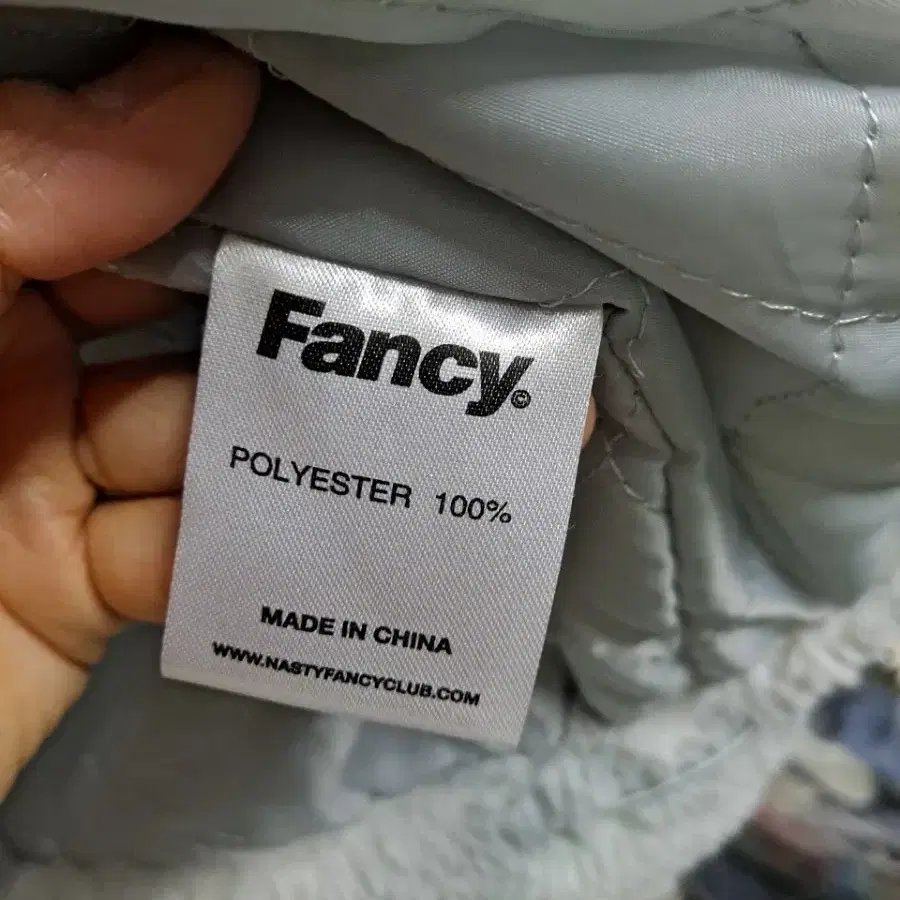 Fancy.©
POLYESTER 100%
MADE IN CHINA
WWW.NASTYFANCYCLUB.COM